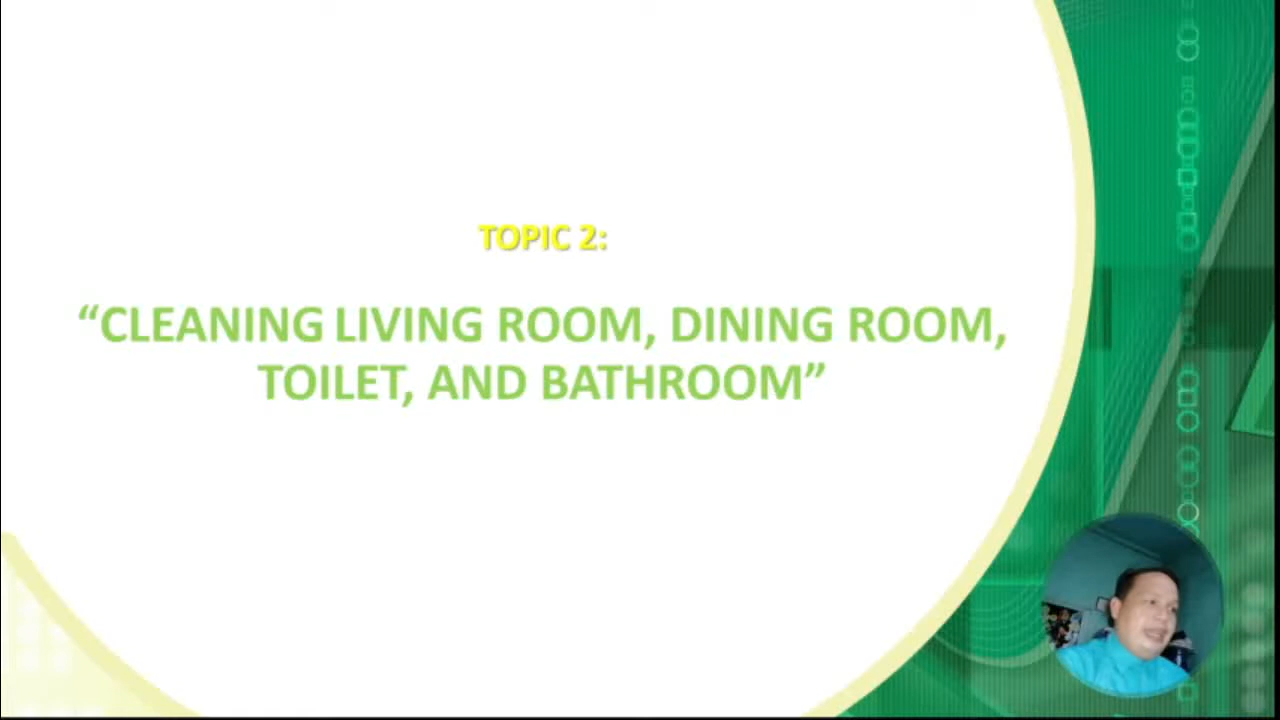 TOPIC 2:
“CLEANING LIVING ROOM, DINING ROOM,
TOILET, AND BATHROOM”